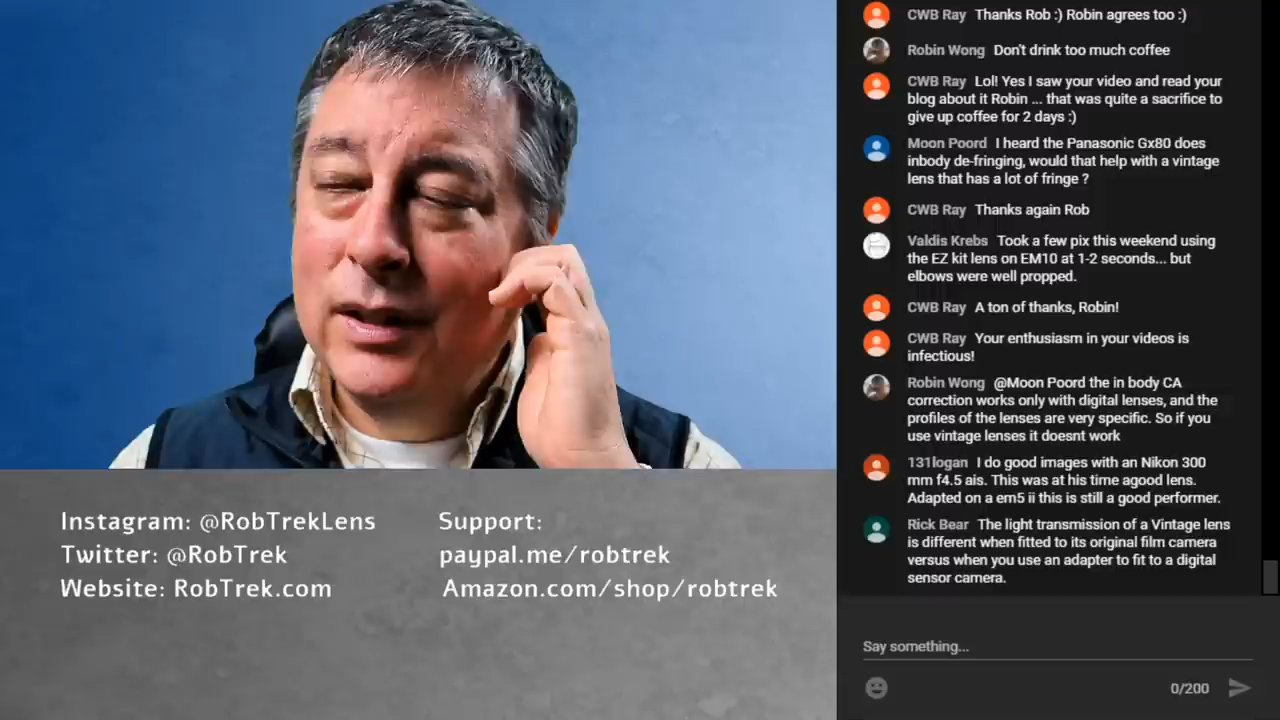 Instagram: @RobTrekLens
Twitter: @RobTrek
Website: RobTrek.com
Support:
paypal.me/robtrek
Amazon.com/shop/robtrek
CWB Ray Thanks Rob :) Robin agrees too :)
Robin Wong Don't drink too much coffee
CWB Ray Lol! Yes I saw your video and read your
blog about it Robin ... that was quite a sacrifice to
give up coffee for 2 days :)
Moon Poord I heard the Panasonic Gx80 does
inbody de-fringing, would that help with a vintage
lens that has a lot of fringe ?
CWB Ray Thanks again Rob
Valdis Krebs Took a few pix this weekend using
the EZ kit lens on EM10 at 1-2 seconds... but
elbows were well propped.
CWB Ray A ton of thanks, Robin!
CWB Ray Your enthusiasm in your videos is
infectious!
Robin Wong @Moon Poord the in body CA
correction works only with digital lenses, and the
profiles of the lenses are very specific. So if you
use vintage lenses it doesnt work
131logan I do good images with an Nikon 300
mm f4.5 ais. This was at his time agood lens.
Adapted on a em5 ii this is still a good performer.
Rick Bear The light transmission of a Vintage lens
is different when fitted to its original film camera
versus when you use an adapter to fit to a digital
sensor camera.
Say something...
0/200